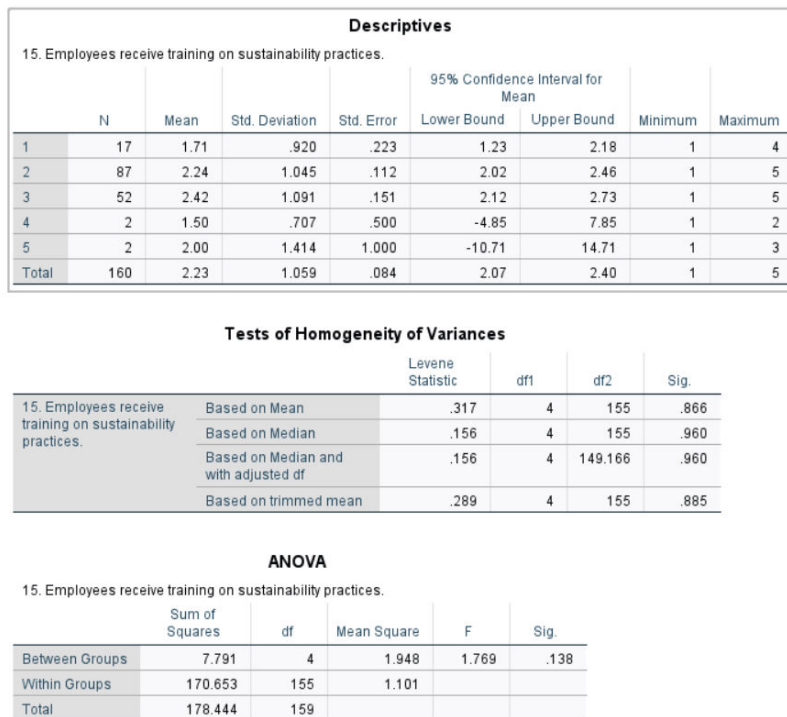 Descriptives
15. Employees receive training on sustainability practices.
95% Confidence Interval for
Mean
N Mean Std. Deviation Std. Error Lower Bound Upper Bound Minimum Maximum
1 17 1.71 .920 .223 1.23 2.18 1 4
2 87 2.24 1.045 .112 2.02 2.46 1 5
3 52 2.42 1.091 .151 2.12 2.73 1 5
4 2 1.50 .707 .500 -4.85 7.85 1 2
5 2 2.00 1.414 1.000 -10.71 14.71 1 3
Total 160 2.23 1.059 .084 2.07 2.40 1 5
Tests of Homogeneity of Variances
Levene
Statistic df1 df2 Sig.
15. Employees receive Based on Mean .317 4 155 .866
training on sustainability
practices.
Based on Median .156 4 155 .960
Based on Median and .156 4 149.166 .960
with adjusted df
Based on trimmed mean .289 4 155 .885
ANOVA
15. Employees receive training on sustainability practices.
Sum of
Squares df Mean Square F Sig.
Between Groups 7.791 4 1.948 1.769 .138
Within Groups 170.653 155 1.101
Total 178.444 159